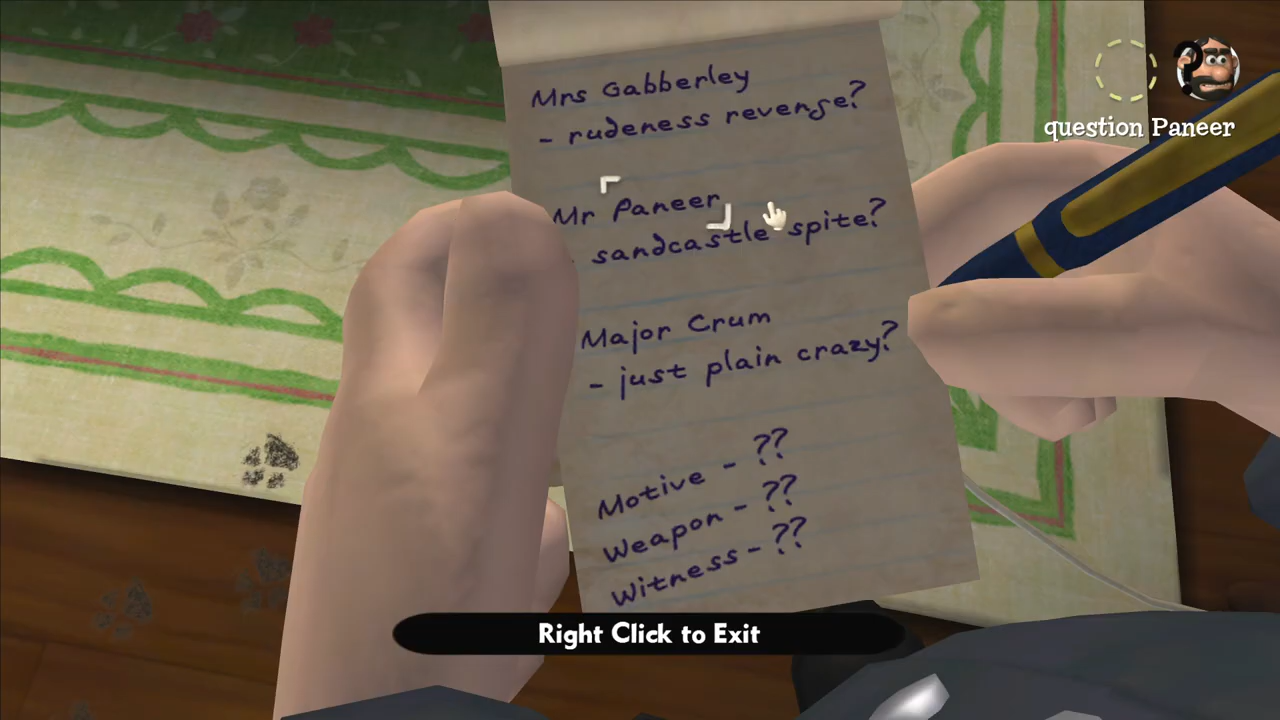 Mrs Gabberley
- rudeness revenge?
question Paneer
Mr Paneer
- sandcastle spite?
Major Crum
- just plain crazy?
Motive - ??
Weapon - ??
Witness - ??
Right Click to Exit